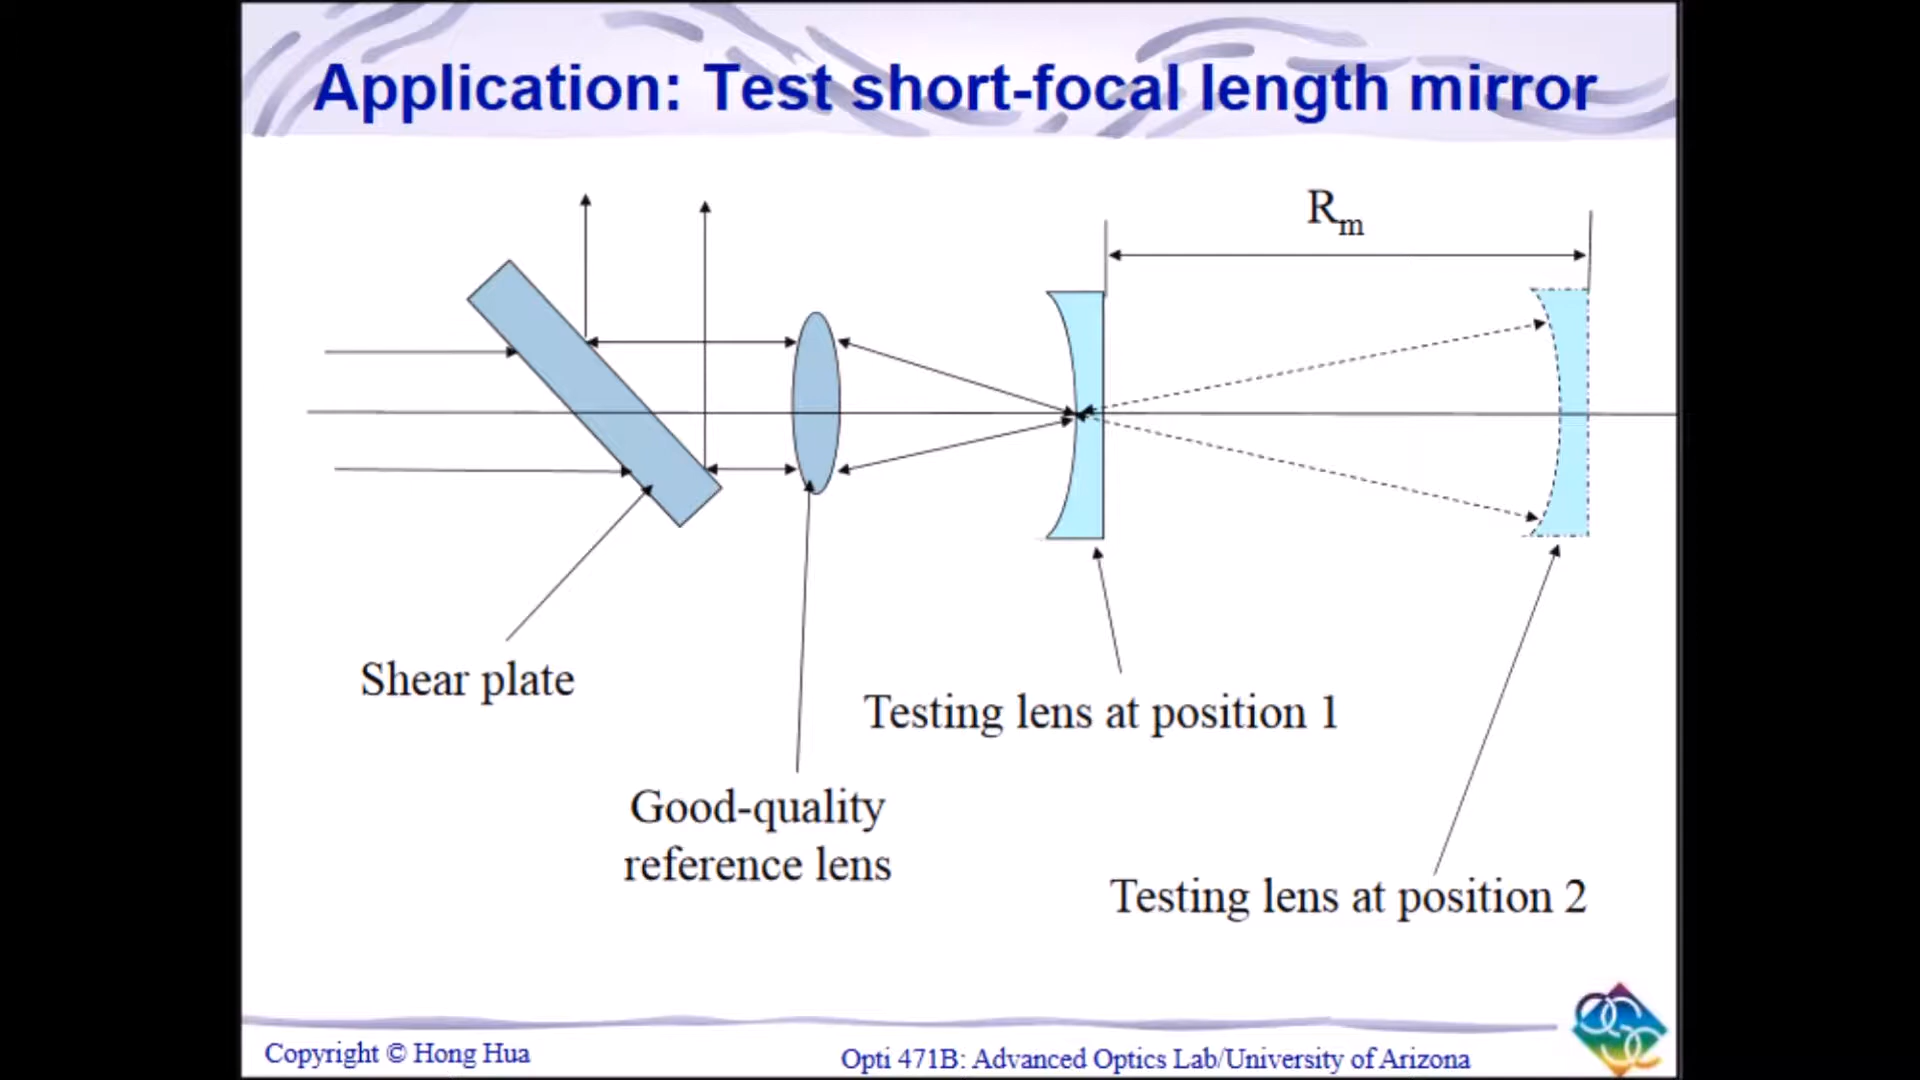 Application: Test short-focal length mirror
Rm
Shear plate
Testing lens at position 1
Good-quality
reference lens
Testing lens at position 2
Copyright © Hong Hua
Opti 471B: Advanced Optics Lab/University of Arizona